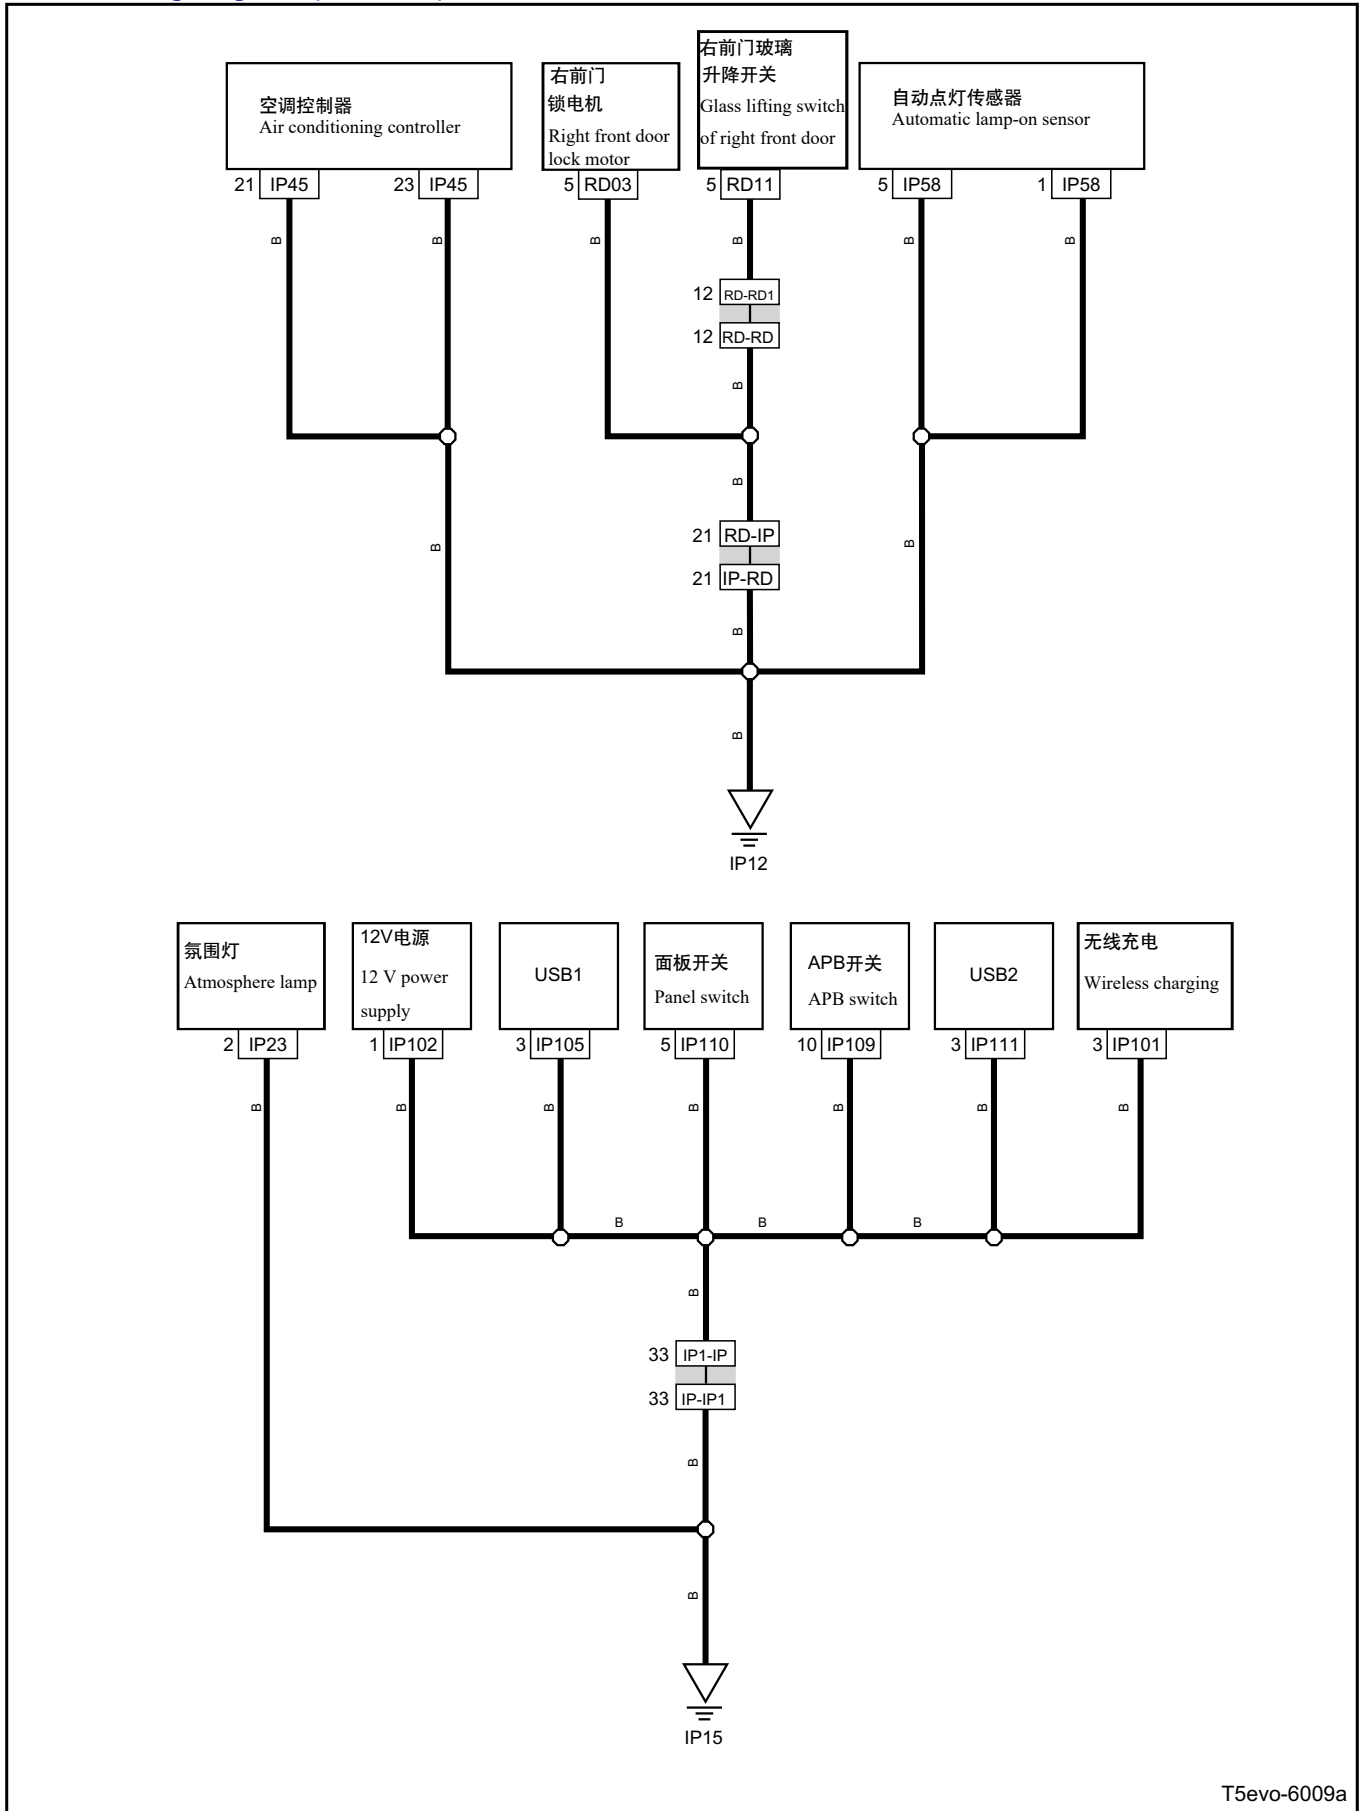 空调控制器
Air conditioning controller
右前门
锁电机
Right front door
lock motor
右前门玻璃
升降开关
Glass lifting switch
of right front door
自动点灯传感器
Automatic lamp-on sensor
21 IP45
23 IP45
5 RD03
5 RD11
5 IP58
1 IP58
B
B
B
B
B
B
12 RD-RD1
12 RD-RD
B
B
21 RD-IP
B
B
21 IP-RD
B
B
IP12
氛围灯
Atmosphere lamp
12V电源
12 V power
supply
USB1
面板开关
Panel switch
APB开关
APB switch
USB2
无线充电
Wireless charging
2 IP23
1 IP102
3 IP105
5 IP110
10 IP109
3 IP111
3 IP101
B
B
B
B
B
B
B
B
B
B
B
33 IP1-IP
33 IP-IP1
B
B
IP15
T5evo-6009a